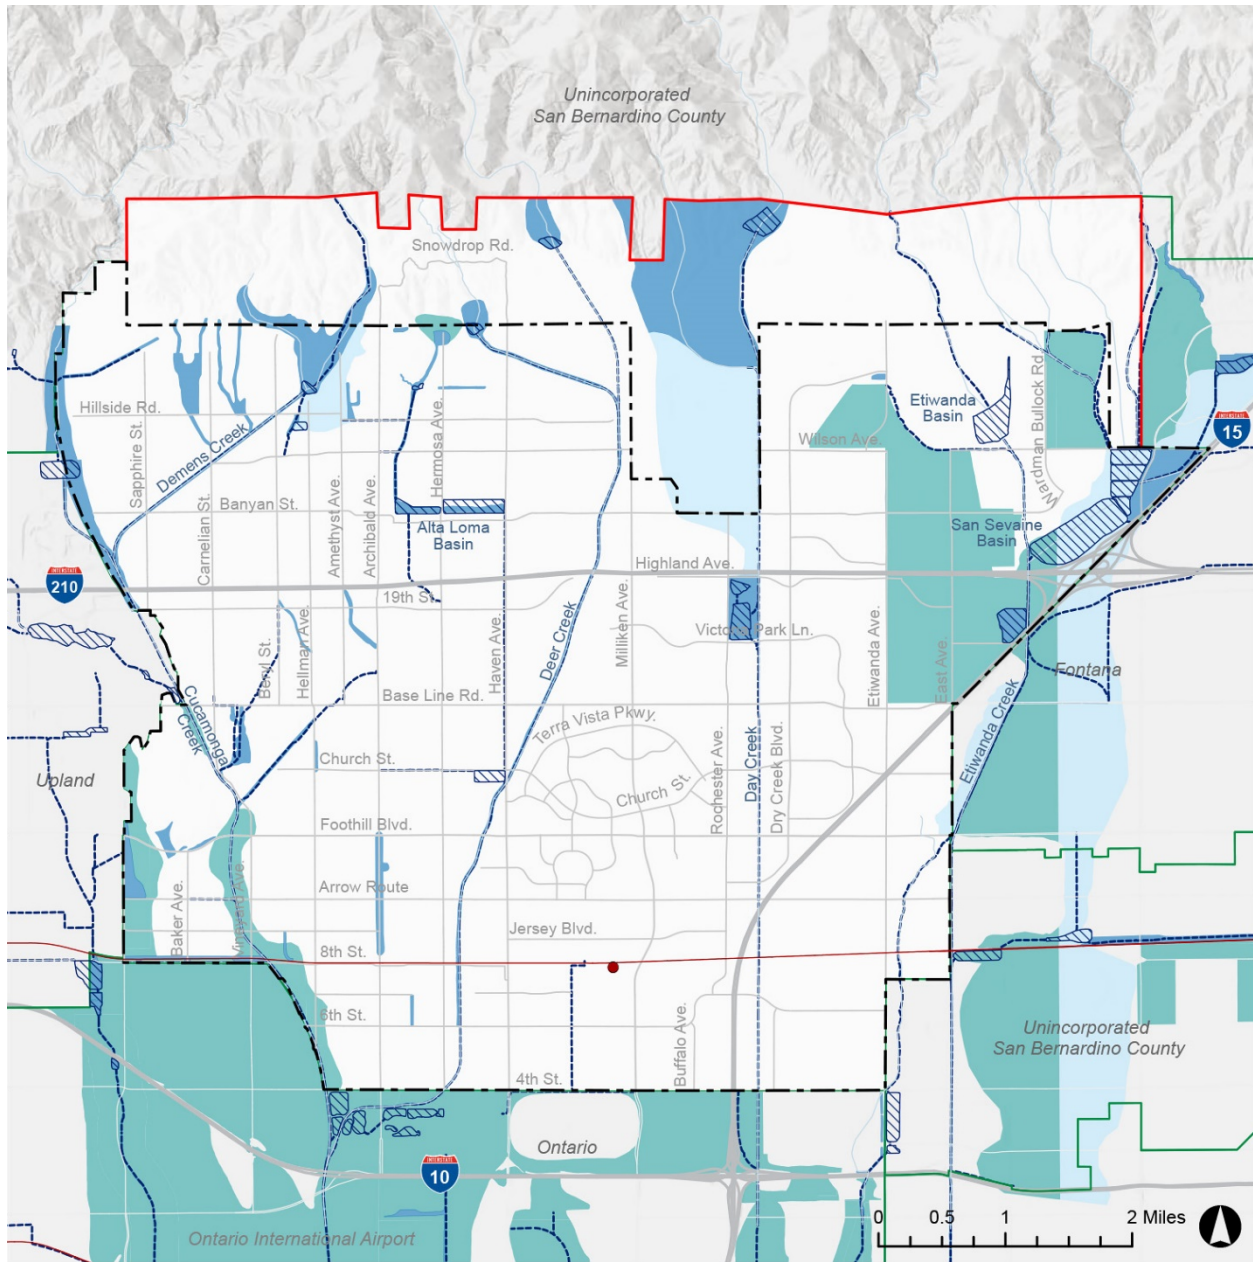 Unincorporated
San Bernardino County
Snowdrop Rd.
Hillside Rd.
Sapphire St.
Demens Creek
Carnelian St.
Banyan St.
Amethyst Ave.
Archibald Ave.
Hermosa Ave.
Alta Loma
Basin
Wilson Ave.
Etiwanda
Basin
Wardman Bullock Rd.
San Sevaine
Basin
INTERSTATE
15
INTERSTATE
210
Highland Ave.
19th St.
Beryl St.
Hellman Ave.
Haven Ave.
Deer Creek
Milliken Ave.
Victoria Park Ln.
Etiwanda Ave.
East Ave.
Fontana
Cucamonga
Creek
Base Line Rd.
Terra Vista Pkwy.
Upland
Church St.
Church St.
Rochester Ave.
Day Creek
Dry Creek Blvd.
Etiwanda Creek
Foothill Blvd.
Arrow Route
Baker Ave.
Vineyard Ave.
8th St.
Jersey Blvd.
6th St.
Buffalo Ave.
4th St.
Unincorporated
San Bernardino County
Ontario
INTERSTATE
10
Ontario International Airport
0 0.5 1 2 Miles